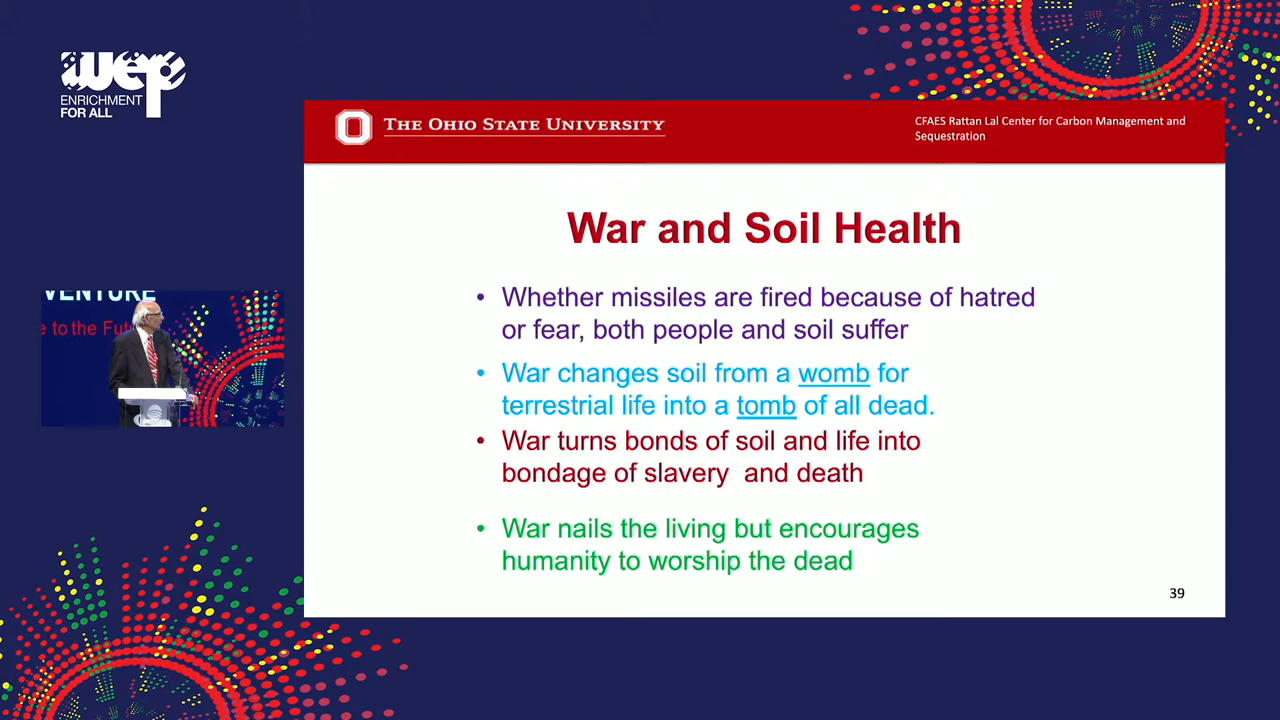 wep
ENRICHMENT
FOR ALL
THE OHIO STATE UNIVERSITY
CFAES Rattan Lal Center for Carbon Management and
Sequestration
War and Soil Health
• Whether missiles are fired because of hatred
or fear, both people and soil suffer
• War changes soil from a womb for
terrestrial life into a tomb of all dead.
• War turns bonds of soil and life into
bondage of slavery and death
• War nails the living but encourages
humanity to worship the dead
39
VENTURE
e to the Fut